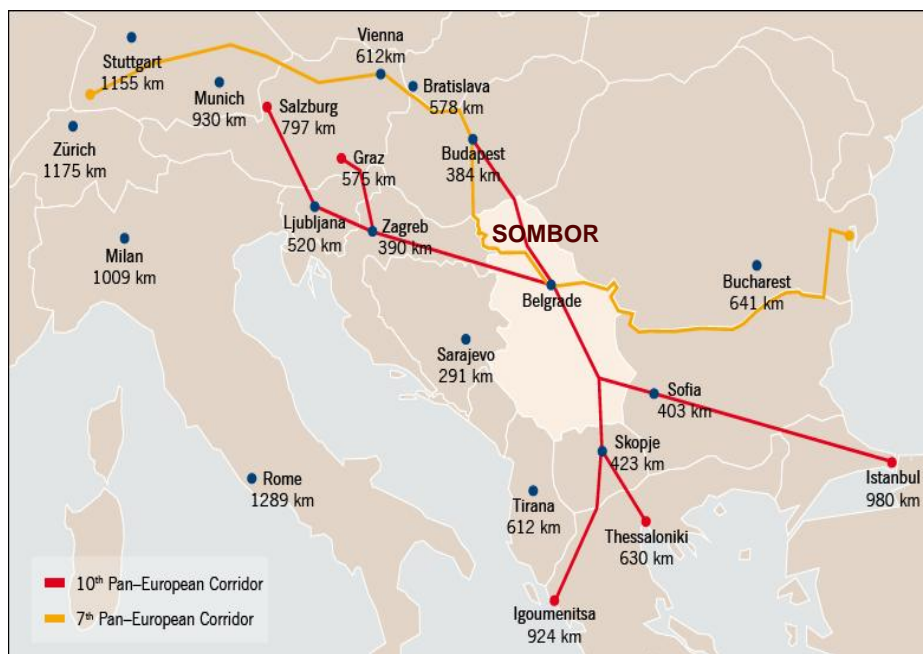 Stuttgart
1155 km
Vienna
612km
Munich
930 km
Bratislava
578 km
Salzburg
797 km
Zürich
1175 km
Budapest
384 km
Graz
575 km
SOMBOR
Ljubljana
520 km
Zagreb
390 km
Milan
1009 km
Belgrade
Bucharest
641 km
Sarajevo
291 km
Sofia
403 km
Skopje
423 km
Rome
1289 km
Tirana
612 km
Istanbul
980 km
Thessaloniki
630 km
Igoumenitsa
924 km
10th Pan–European Corridor
7th Pan–European Corridor